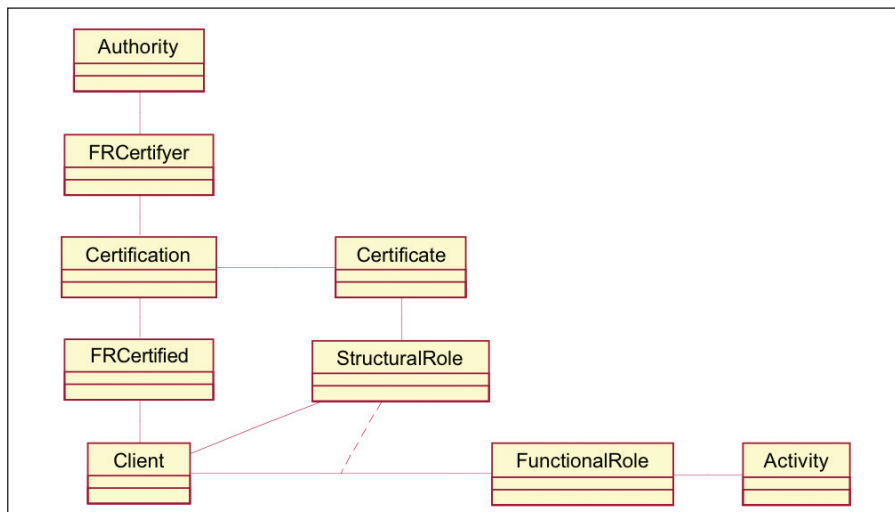 Authority
FRCertifyer
Certification
Certificate
FRCertified
StructuralRole
Client
FunctionalRole
Activity